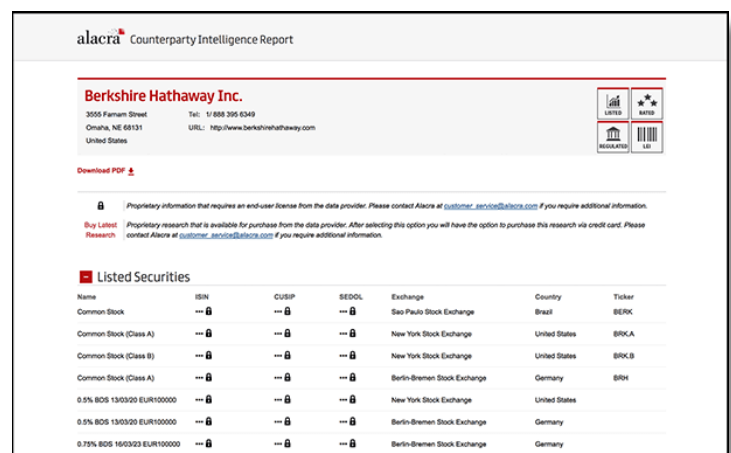 alacra Counterparty Intelligence Report
Berkshire Hathaway Inc.
3555 Farnam Street Tel: 1/ 888 395 6349
Omaha, NE 68131 URL: http://www.berkshirehathaway.com
United States
LISTED RATED
REGULATED LEI
Download PDF
Proprietary information that requires an end-user license from the data provider. Please contact Alacra at customer_service@alacra.com if you require additional information.
Buy Latest Research Proprietary research that is available for purchase from the data provider. After selecting this option you will have the option to purchase this research via credit card. Please
contact Alacra at customer_service@alacra.com if you require additional information.
Listed Securities
Name ISIN CUSIP SEDOL Exchange Country Ticker
Common Stock ••• ••• ••• Sao Paulo Stock Exchange Brazil BERK
Common Stock (Class A) ••• ••• ••• New York Stock Exchange United States BRK.A
Common Stock (Class B) ••• ••• ••• New York Stock Exchange United States BRK.B
Common Stock (Class A) ••• ••• ••• Berlin-Bremen Stock Exchange Germany BRH
0.5% BDS 13/03/20 EUR100000 ••• ••• ••• New York Stock Exchange United States
0.5% BDS 13/03/20 EUR100000 ••• ••• ••• Berlin-Bremen Stock Exchange Germany
0.75% BDS 16/03/23 EUR100000 ••• ••• ••• Berlin-Bremen Stock Exchange Germany